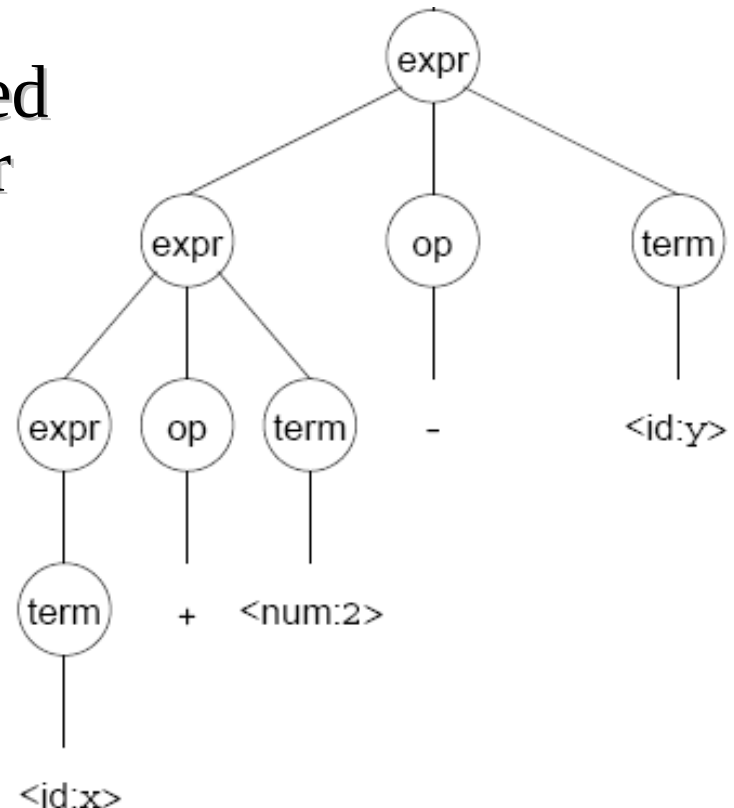 expr
ed
r
expr op term
expr op term - <id:y>
term + <num:2>
<id:x>